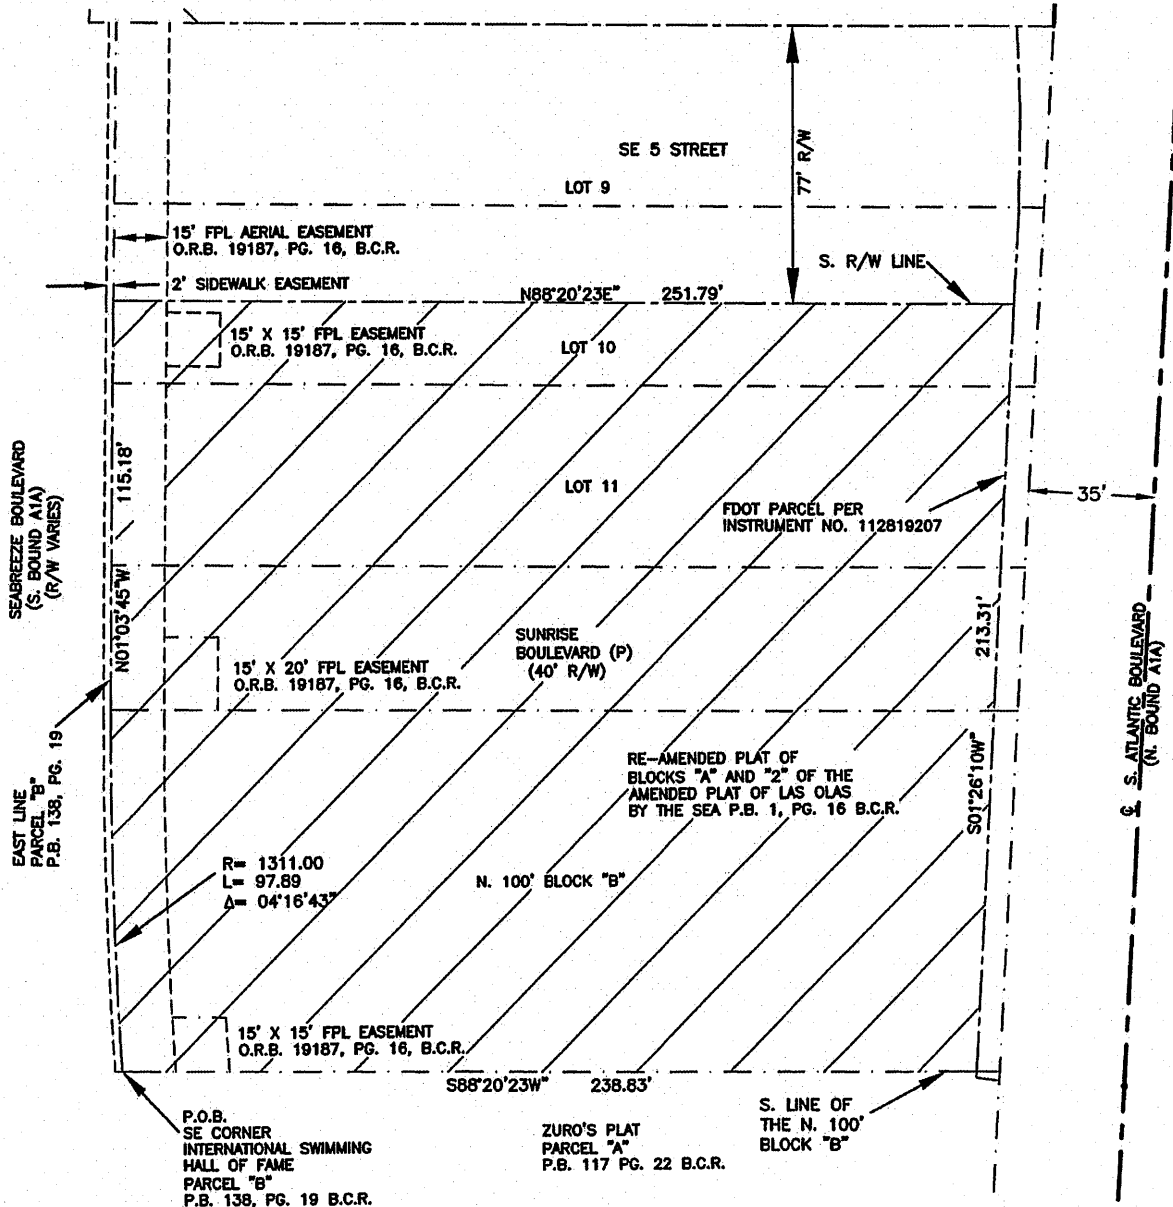 SE 5 STREET
77' R/W
LOT 9
15' FPL AERIAL EASEMENT
O.R.B. 19187, PG. 16, B.C.R.
S. R/W LINE
2' SIDEWALK EASEMENT
N88°20'23E" 251.79'
15' X 15' FPL EASEMENT
O.R.B. 19187, PG. 16, B.C.R.
LOT 10
SEABREEZE BOULEVARD
(S. BOUND A1A)
(R/W VARIES)
N01°03'45"W 115.18'
LOT 11
FDOT PARCEL PER
INSTRUMENT NO. 112819207
35'
SUNRISE
BOULEVARD (P)
(40' R/W)
15' X 20' FPL EASEMENT
O.R.B. 19187, PG. 16, B.C.R.
S01°26'10W" 213.31'
℄ S. ATLANTIC BOULEVARD
(N. BOUND A1A)
EAST LINE
PARCEL "B"
P.B. 138, PG. 19
RE-AMENDED PLAT OF
BLOCKS "A" AND "2" OF THE
AMENDED PLAT OF LAS OLAS
BY THE SEA P.B. 1, PG. 16 B.C.R.
R= 1311.00
L= 97.89
Δ= 04°16'43"
N. 100' BLOCK "B"
15' X 15' FPL EASEMENT
O.R.B. 19187, PG. 16, B.C.R.
S88°20'23W" 238.83'
P.O.B.
SE CORNER
INTERNATIONAL SWIMMING
HALL OF FAME
PARCEL "B"
P.B. 138, PG. 19 B.C.R.
ZURO'S PLAT
PARCEL "A"
P.B. 117 PG. 22 B.C.R.
S. LINE OF
THE N. 100'
BLOCK "B"